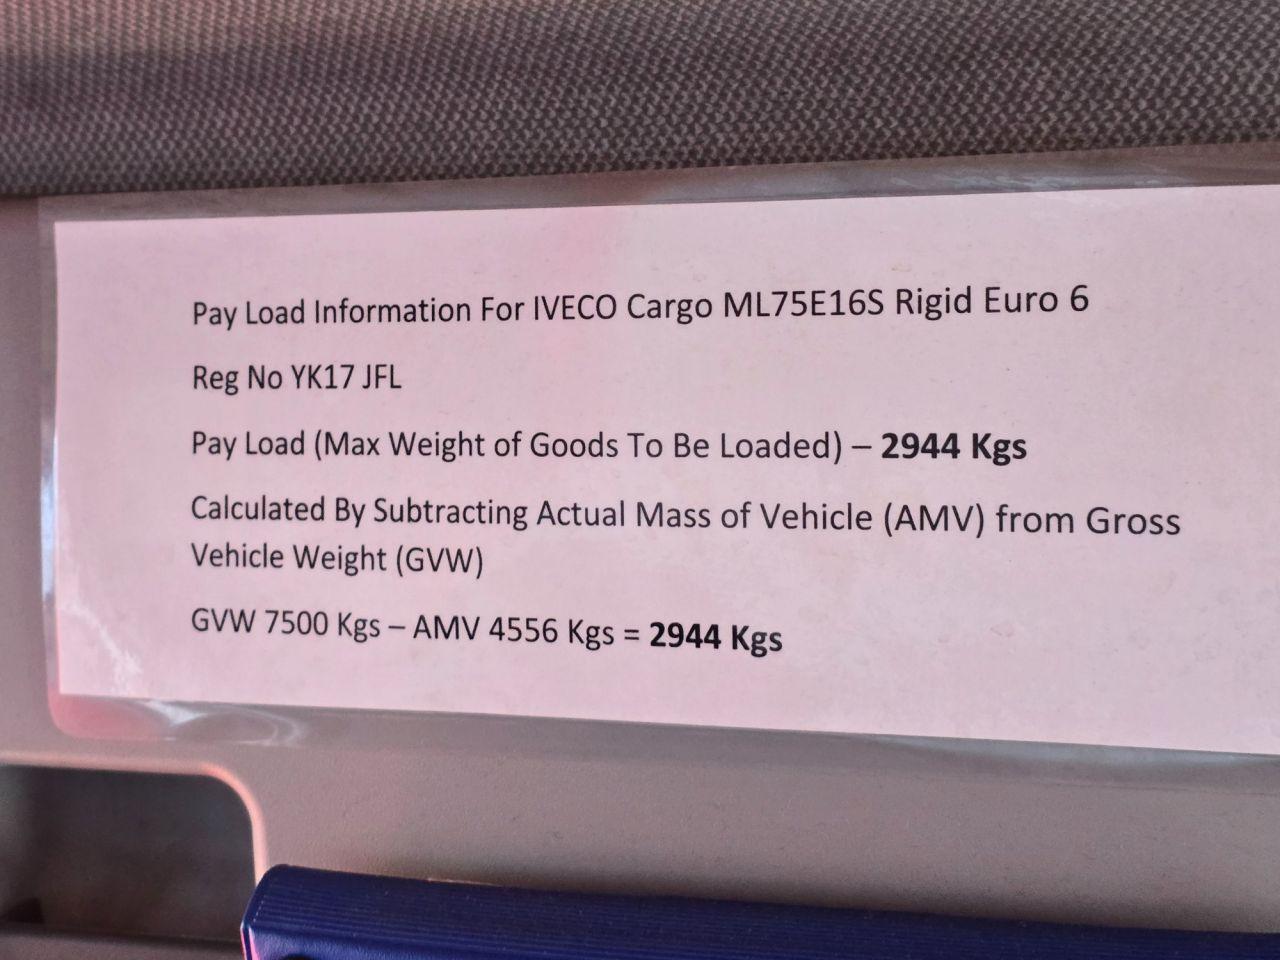 Pay Load Information For IVECO Cargo ML75E16S Rigid Euro 6
Reg No YK17 JFL
Pay Load (Max Weight of Goods To Be Loaded) – 2944 Kgs
Calculated By Subtracting Actual Mass of Vehicle (AMV) from Gross
Vehicle Weight (GVW)
GVW 7500 Kgs – AMV 4556 Kgs = 2944 Kgs